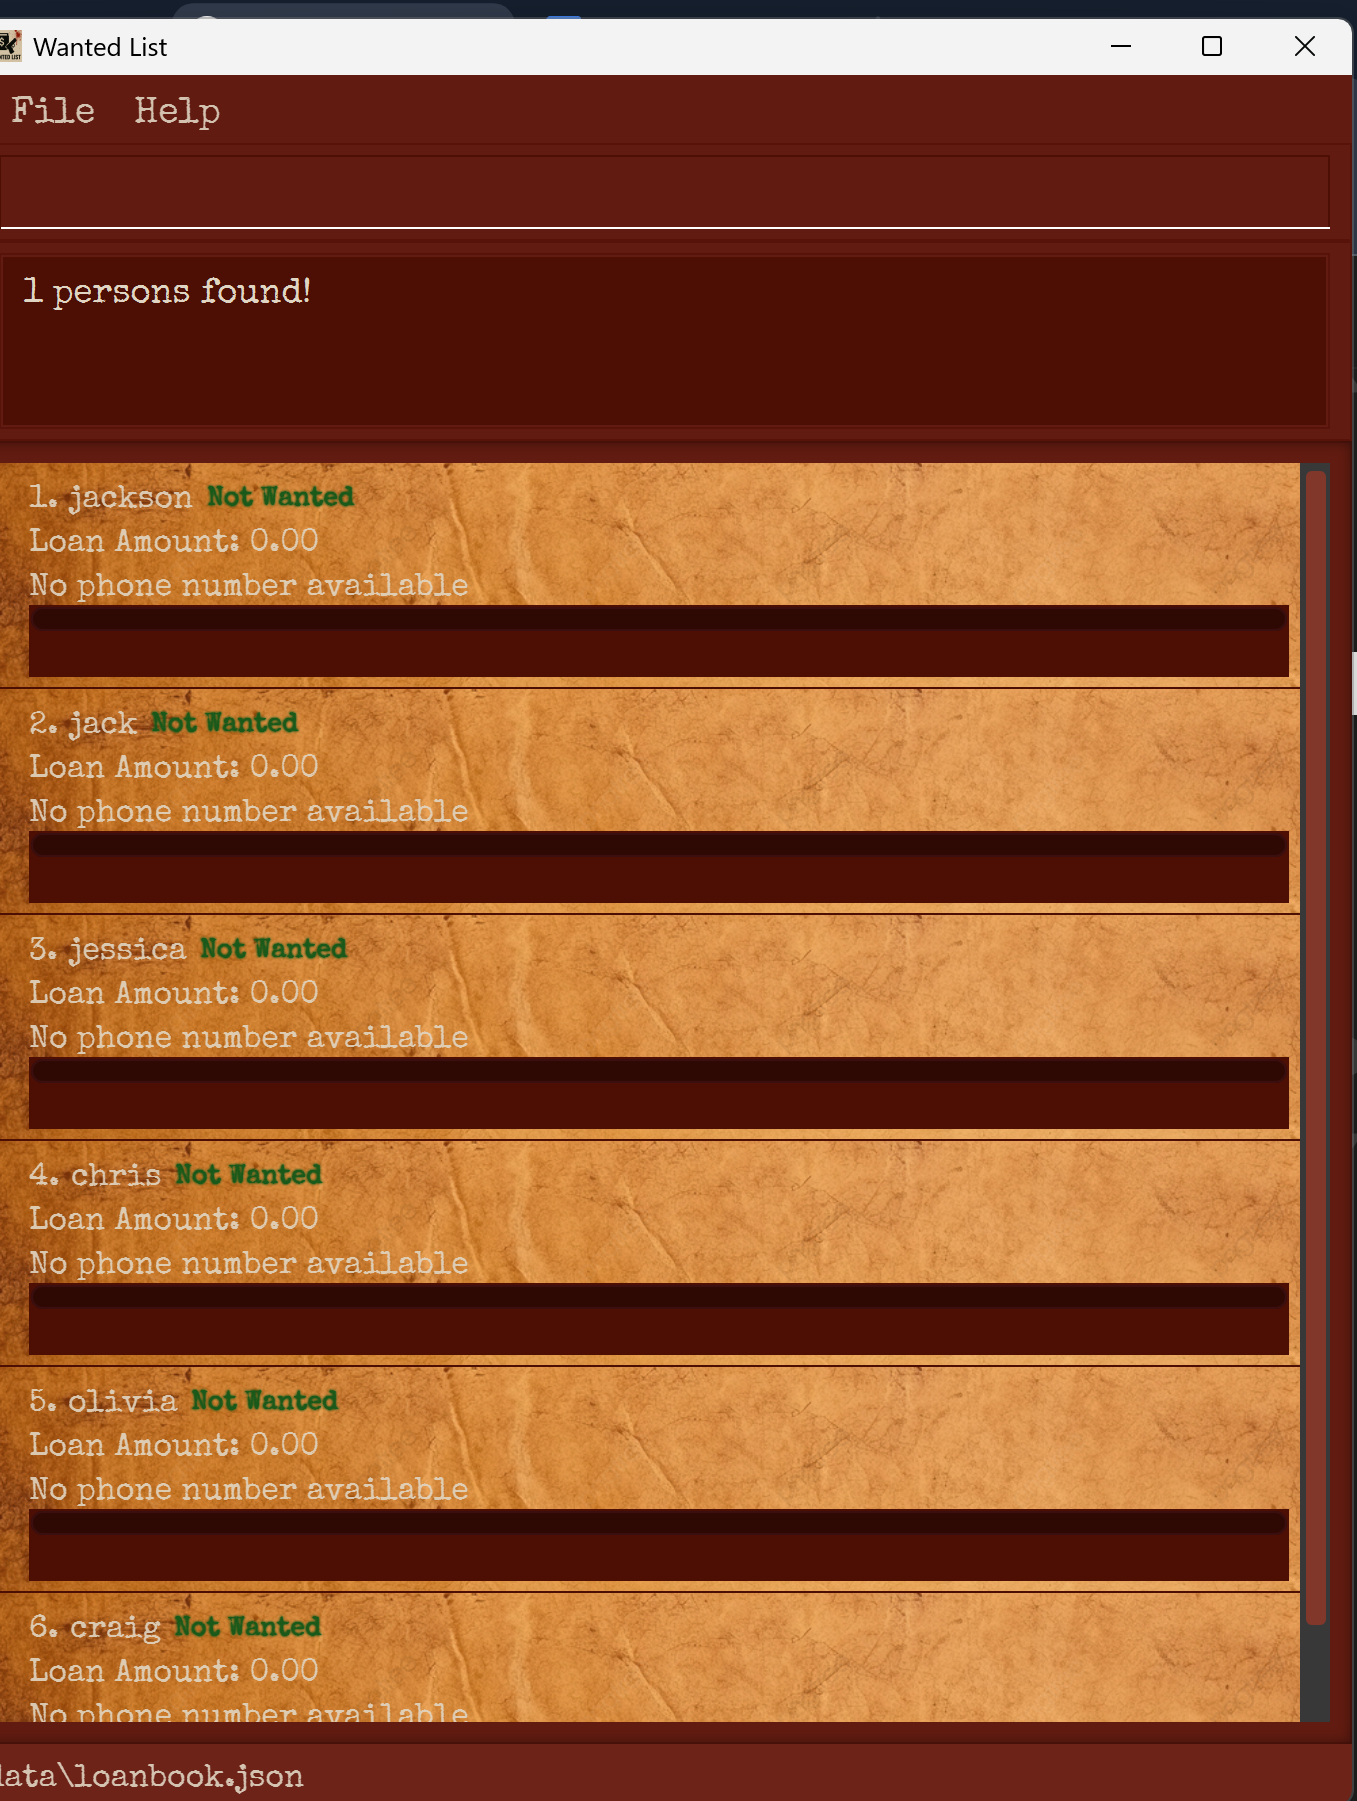 Wanted List
File Help
1 persons found!
1. jackson Not Wanted
Loan Amount: 0.00
No phone number available
2. jack Not Wanted
Loan Amount: 0.00
No phone number available
3. jessica Not Wanted
Loan Amount: 0.00
No phone number available
4. chris Not Wanted
Loan Amount: 0.00
No phone number available
5. olivia Not Wanted
Loan Amount: 0.00
No phone number available
6. craig Not Wanted
Loan Amount: 0.00
No phone number available
data\loanbook.json